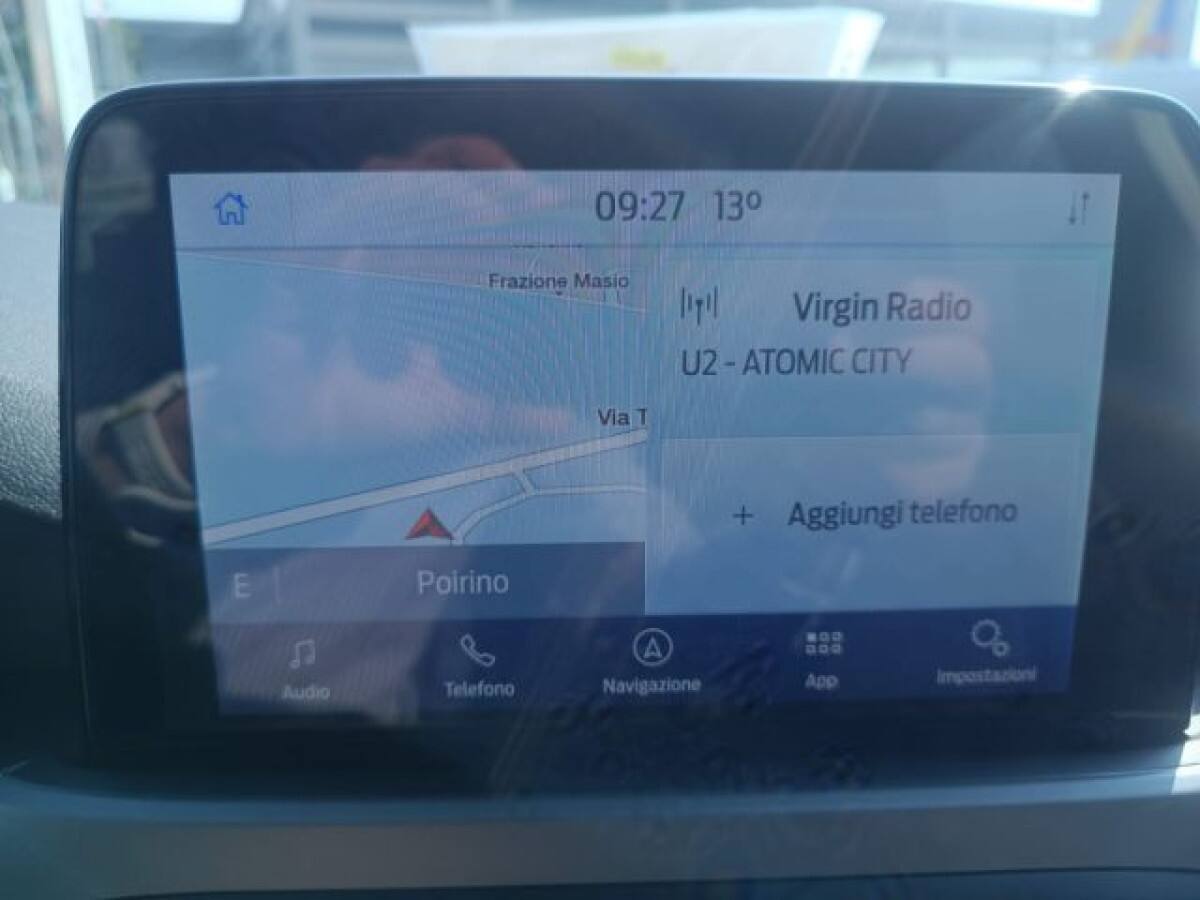 09:27 13º
Frazione Masio
Virgin Radio
U2 - ATOMIC CITY
Via T
+ Aggiungi telefono
E
Poirino
Audio
Telefono
Navigazione
App
Impostazioni